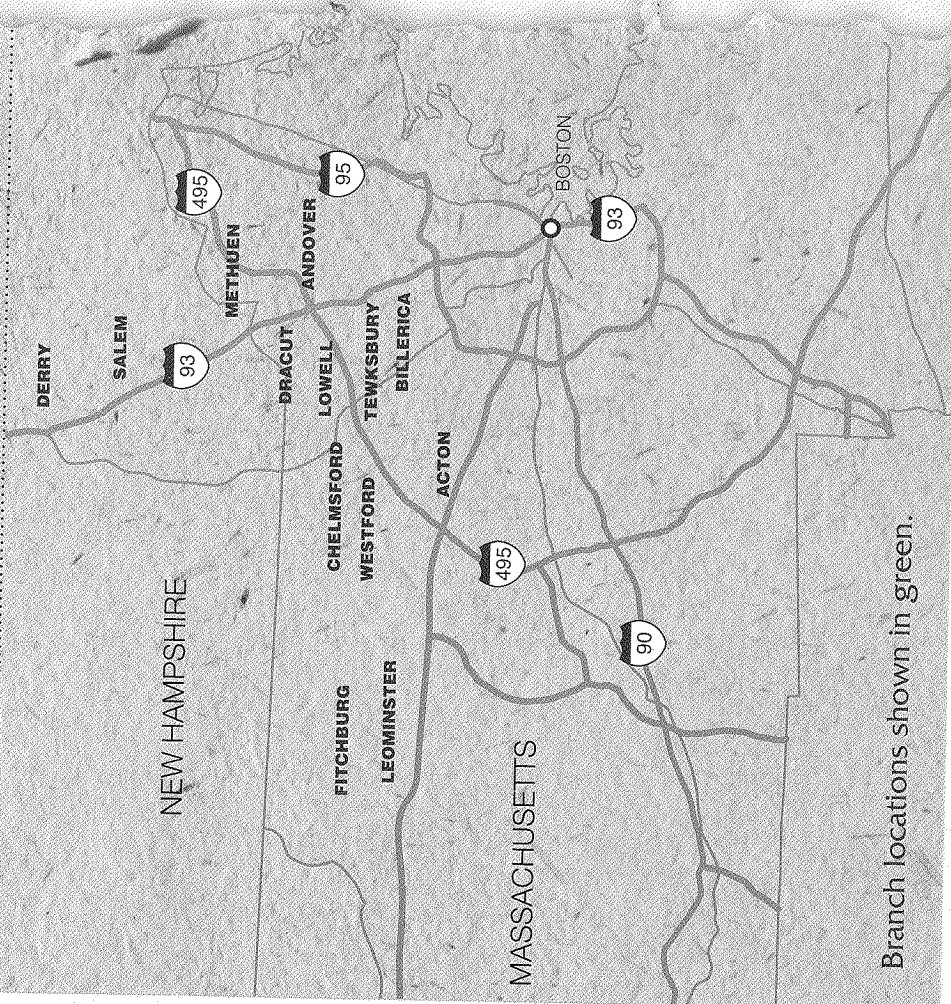 DERRY
SALEM
NEW HAMPSHIRE
93
495
METHUEN
DRACUT
ANDOVER
LOWELL
CHELMSFORD
FITCHBURG
95
WESTFORD
TEWKSBURY
LEOMINSTER
BILLERICA
ACTON
495
MASSACHUSETTS
BOSTON
93
90
Branch locations shown in green.